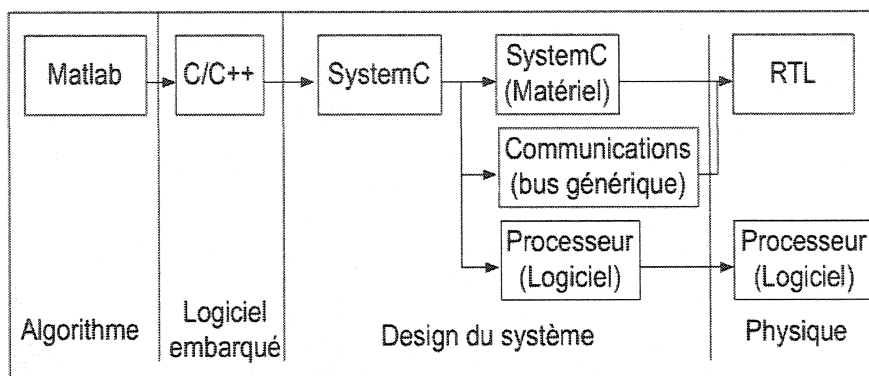 Matlab
C/C++
SystemC
SystemC
(Matériel)
RTL
Communications
(bus générique)
Processeur
(Logiciel)
Processeur
(Logiciel)
Algorithme
Logiciel
embarqué
Design du système
Physique